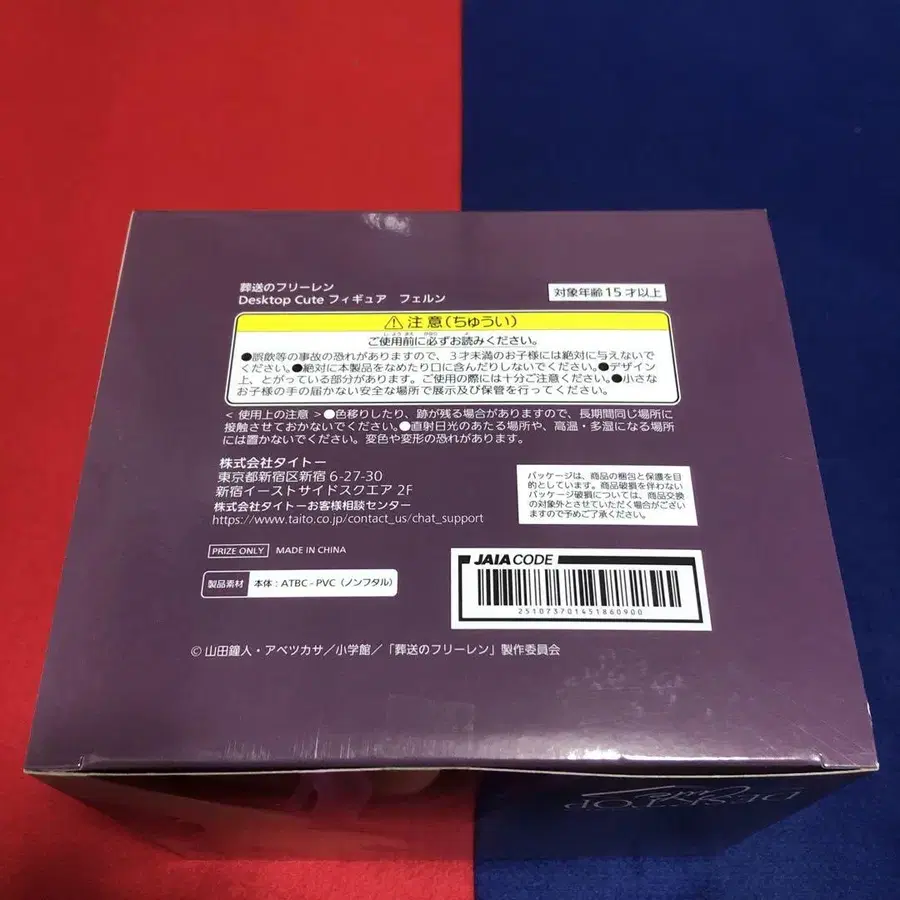 葬送のフリーレン
Desktop Cute フィギュア フェルン
対象年齢15才以上
注意(ちゅうい)
ご使用前に必ずお読みください。
●誤飲等の事故の恐れがありますので、3才未満のお子様には絶対に与えないで
ください。●絶対に本製品をなめたり口に含んだりしないでください。●デザイン
上、とがっている部分があります。ご使用の際には十分ご注意ください。●小さな
お子様の手の届かない安全な場所で展示及び保管を行ってください。
<使用上の注意>●色移りしたり、跡が残る場合がありますので、長期間同じ場所に
接触させておかないでください。●直射日光のあたる場所や、高温・多湿になる場所
には置かないでください。変色や変形の恐れがあります。
株式会社タイトー
東京都新宿区新宿 6-27-30
新宿イーストサイドスクエア 2F
株式会社タイトーお客様相談センター
https://www.taito.co.jp/contact_us/chat_support
パッケージは、商品の梱包と保護を目
的としています。商品破損を伴わない
パッケージ破損については、商品交換
の対象外とさせていただく場合がござい
ますので予めご了承ください。
PRIZE ONLY MADE IN CHINA
製品素材 本体:ATBC-PVC(ノンフタル)
JAIA CODE
251073701451860900
© 山田鐘人・アベツカサ/小学館/「葬送のフリーレン」製作委員会
DESKTOP
Cute